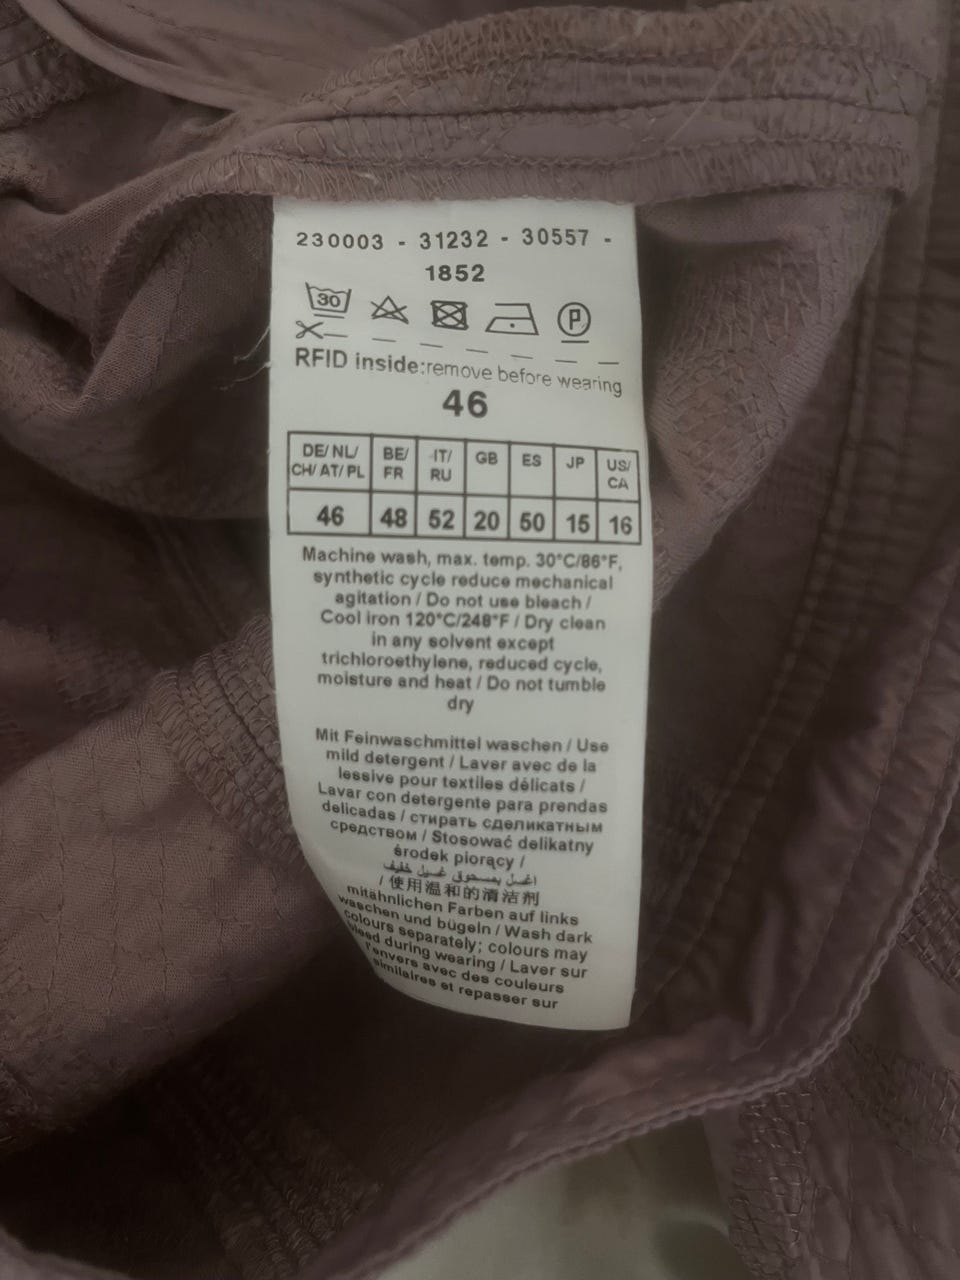 230003 - 31232 - 30557 -
1852
30 P
RFID inside:remove before wearing
46
DE/ NL/ CH/ AT/ PL BE/ FR IT/ RU GB ES JP US/ CA
46 48 52 20 50 15 16
Machine wash, max. temp. 30°C/86°F,
synthetic cycle reduce mechanical
agitation / Do not use bleach /
Cool iron 120°C/248°F / Dry clean
in any solvent except
trichloroethylene, reduced cycle,
moisture and heat / Do not tumble
dry
Mit Feinwaschmittel waschen / Use
mild detergent / Laver avec de la
lessive pour textiles délicats /
Lavar con detergente para prendas
delicadas / стирать сделикатным
средством / Stosować delikatny
środek piorący /
اغسل بمسحوق غسيل خفيف
/ 使用温和的清洁剂
mitähnlichen Farben auf links
waschen und bügeln / Wash dark
colours separately; colours may
bleed during wearing / Laver sur
l'envers avec des couleurs
similaires et repasser sur